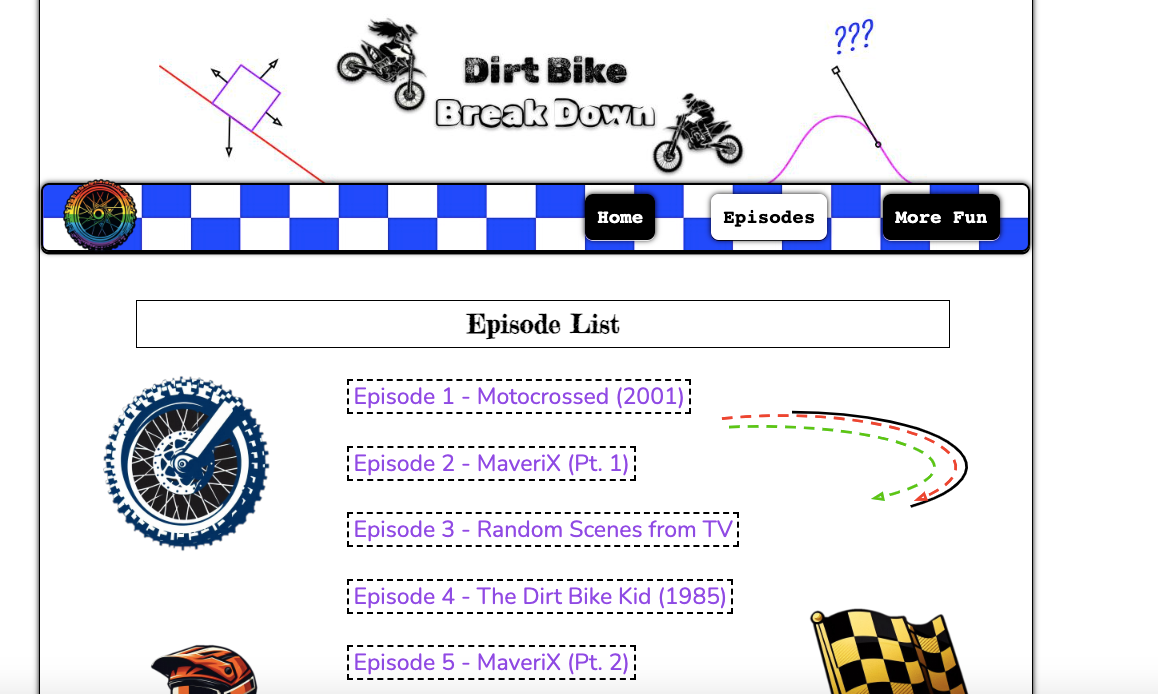 ???
Dirt Bike
Break Down
Home
Episodes
More Fun
Episode List
Episode 1 - Motocrossed (2001)
Episode 2 - MaveriX (Pt. 1)
Episode 3 - Random Scenes from TV
Episode 4 - The Dirt Bike Kid (1985)
Episode 5 - MaveriX (Pt. 2)